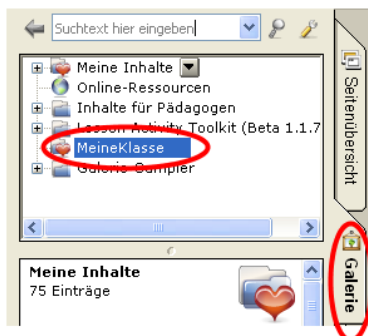 Suchtext hier eingeben
Meine Inhalte
Online-Ressourcen
Inhalte für Pädagogen
Lesson Activity Toolkit (Beta 1.1.7
MeineKlasse
Galerie-Sampler
Meine Inhalte
75 Einträge
Seitenübersicht
Galerie